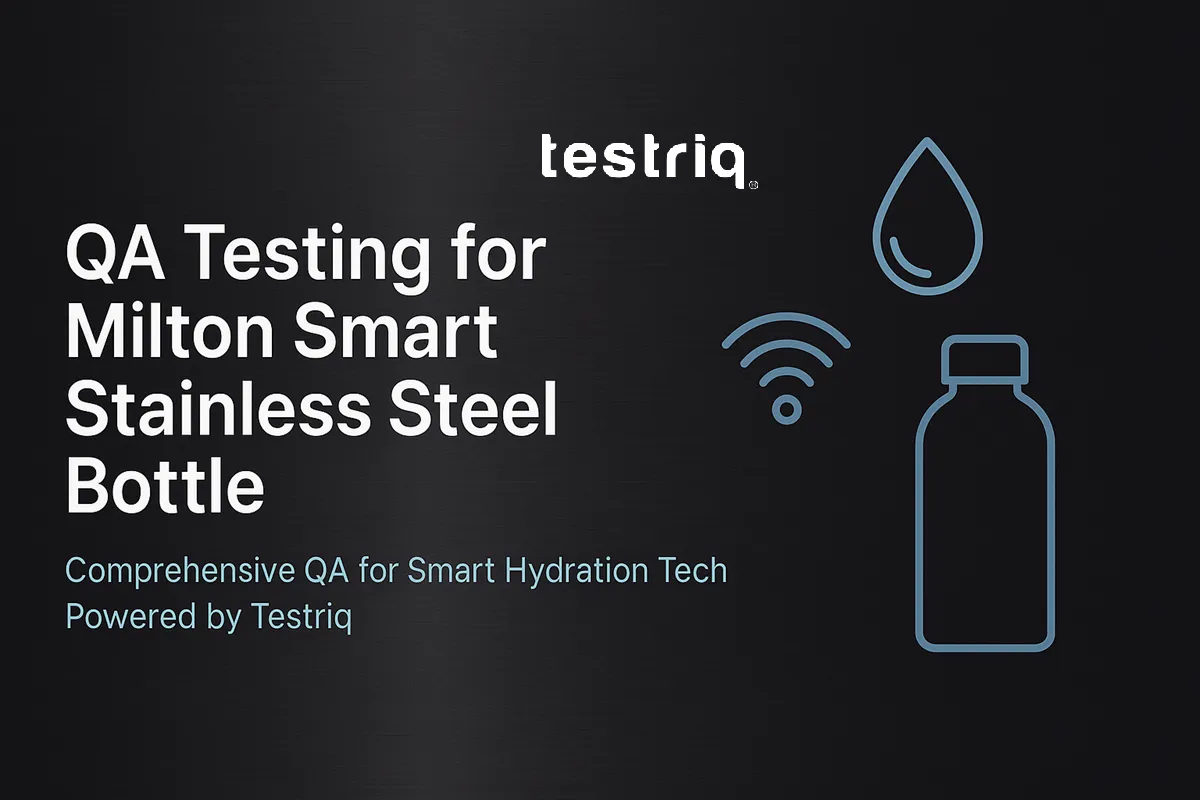 testriq
QA Testing for
Milton Smart
Stainless Steel
Bottle
Comprehensive QA for Smart Hydration Tech
Powered by Testriq